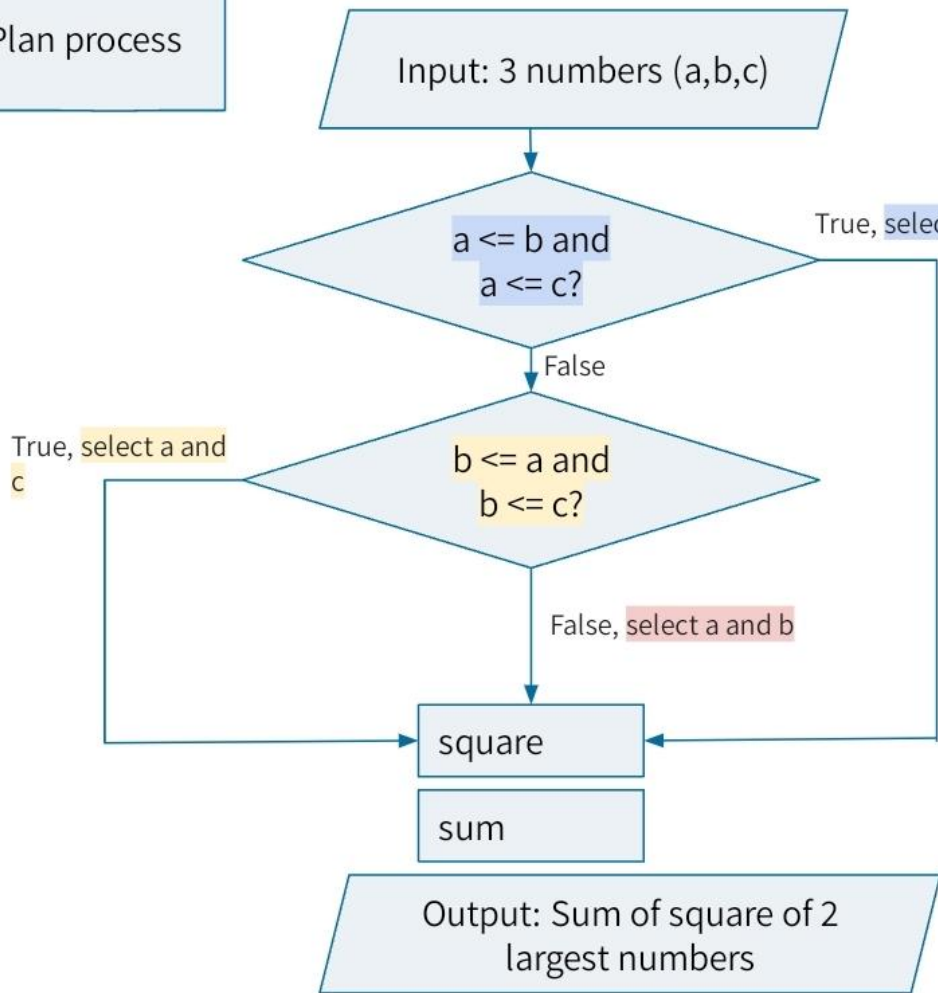 Plan process
Input: 3 numbers (a,b,c)
a <= b and
a <= c?
True, selec
False
True, select a and
c
b <= a and
b <= c?
False, select a and b
square
sum
Output: Sum of square of 2
largest numbers